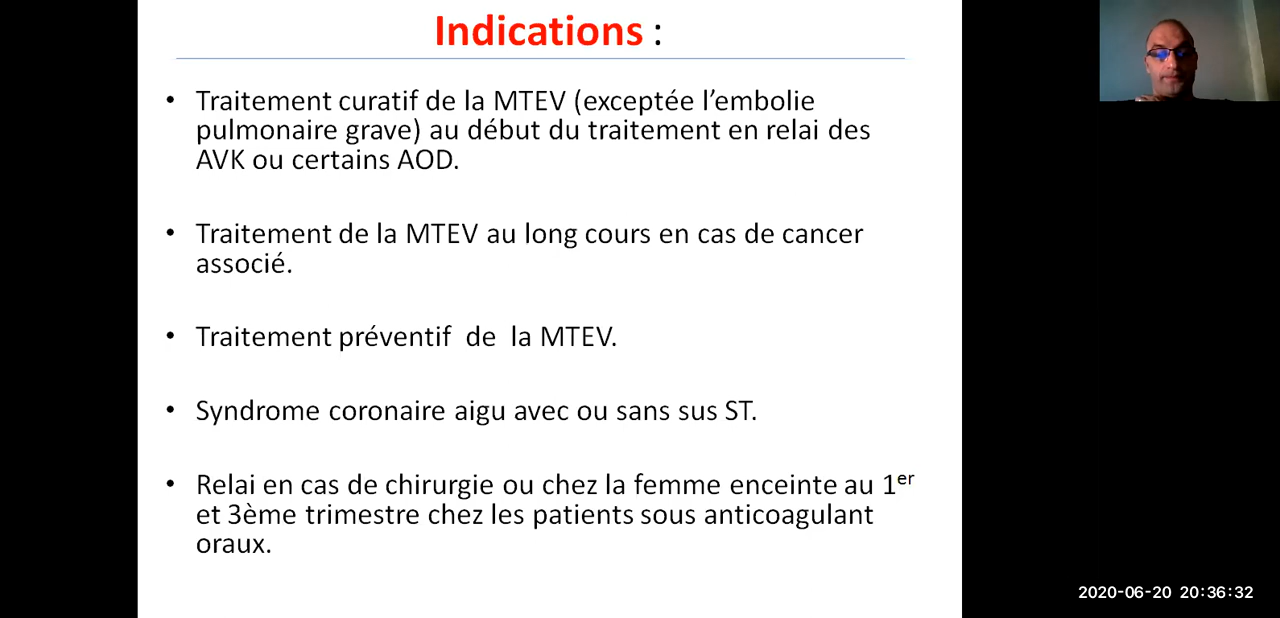 Indications :
• Traitement curatif de la MTEV (exceptée l’embolie
pulmonaire grave) au début du traitement en relai des
AVK ou certains AOD.
• Traitement de la MTEV au long cours en cas de cancer
associé.
• Traitement préventif  de  la MTEV.
• Syndrome coronaire aigu avec ou sans sus ST.
• Relai en cas de chirurgie ou chez la femme enceinte au 1er
et 3ème trimestre chez les patients sous anticoagulant
oraux.
2020-06-20 20:36:32